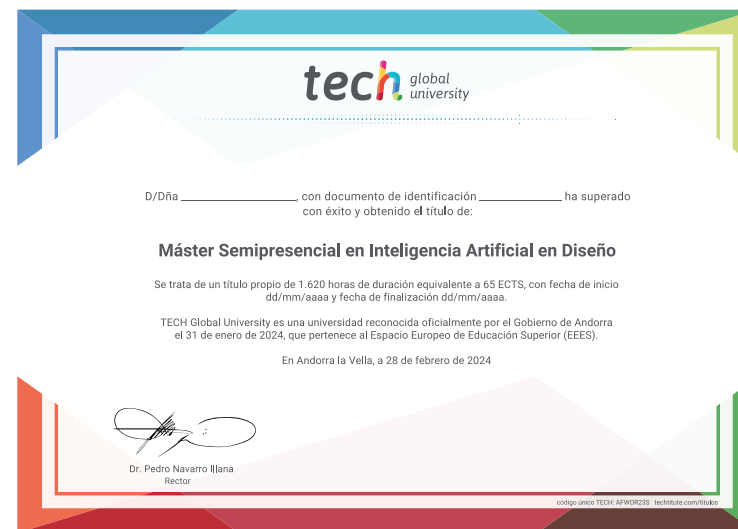 tech global university
D/Dña ____________________, con documento de identificación ______________ ha superado
con éxito y obtenido el título de:
Máster Semipresencial en Inteligencia Artificial en Diseño
Se trata de un título propio de 1.620 horas de duración equivalente a 65 ECTS, con fecha de inicio
dd/mm/aaaa y fecha de finalización dd/mm/aaaa.
TECH Global University es una universidad reconocida oficialmente por el Gobierno de Andorra
el 31 de enero de 2024, que pertenece al Espacio Europeo de Educación Superior (EEES).
En Andorra la Vella, a 28 de febrero de 2024
Dr. Pedro Navarro Illana
Rector
código único TECH: AFWOR23S techtitute.com/titulos